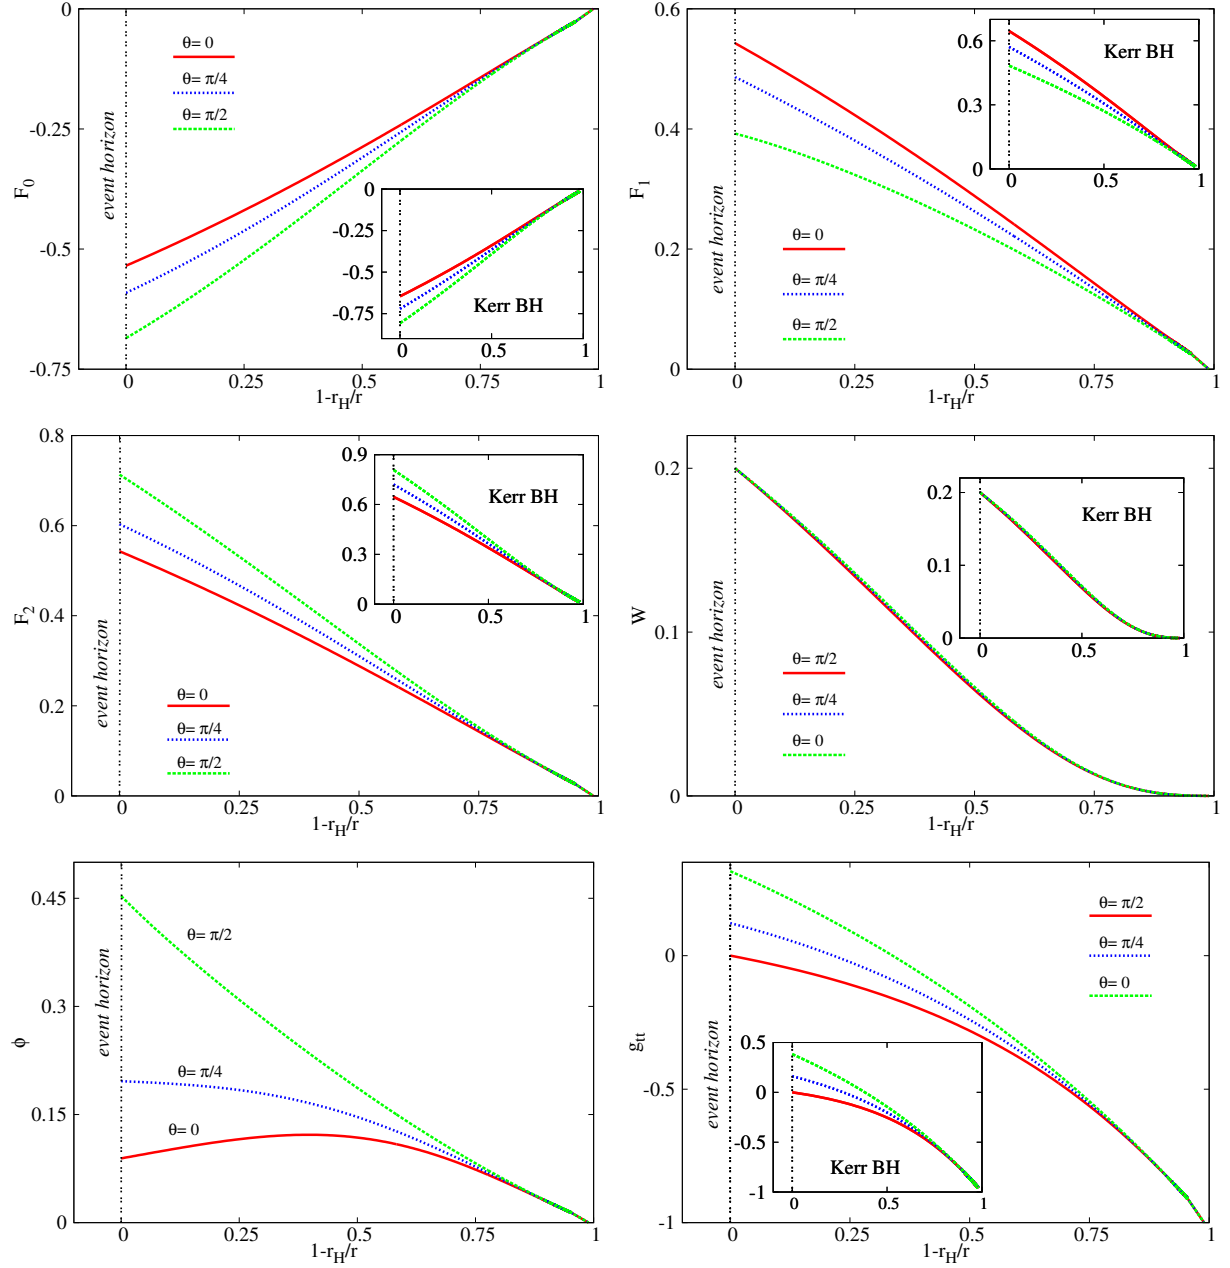 0
-0.25
-0.5
-0.75
F0
event horizon
θ= 0
θ= π/4
θ= π/2
0
-0.25
-0.5
-0.75
Kerr BH
0
0.5
1
0
0.25
0.5
0.75
1
1-rH/r
0.6
0.4
0.2
0
F1
event horizon
θ= 0
θ= π/4
θ= π/2
0.6
0.3
0
Kerr BH
0
0.5
1
0
0.25
0.5
0.75
1
1-rH/r
0.8
0.6
0.4
0.2
0
F2
event horizon
θ= 0
θ= π/4
θ= π/2
0.9
0.6
0.3
0
Kerr BH
0
0.5
1
0
0.25
0.5
0.75
1
1-rH/r
0.2
0.1
0
W
event horizon
θ= π/2
θ= π/4
θ= 0
0.2
0.1
0
Kerr BH
0
0.5
1
0
0.25
0.5
0.75
1
1-rH/r
0.45
0.3
0.15
0
ϕ
event horizon
θ= π/2
θ= π/4
θ= 0
0
0.25
0.5
0.75
1
1-rH/r
0
-0.5
-1
gtt
event horizon
θ= π/2
θ= π/4
θ= 0
0.5
0
-0.5
-1
Kerr BH
0
0.5
1
0
0.25
0.5
0.75
1
1-rH/r